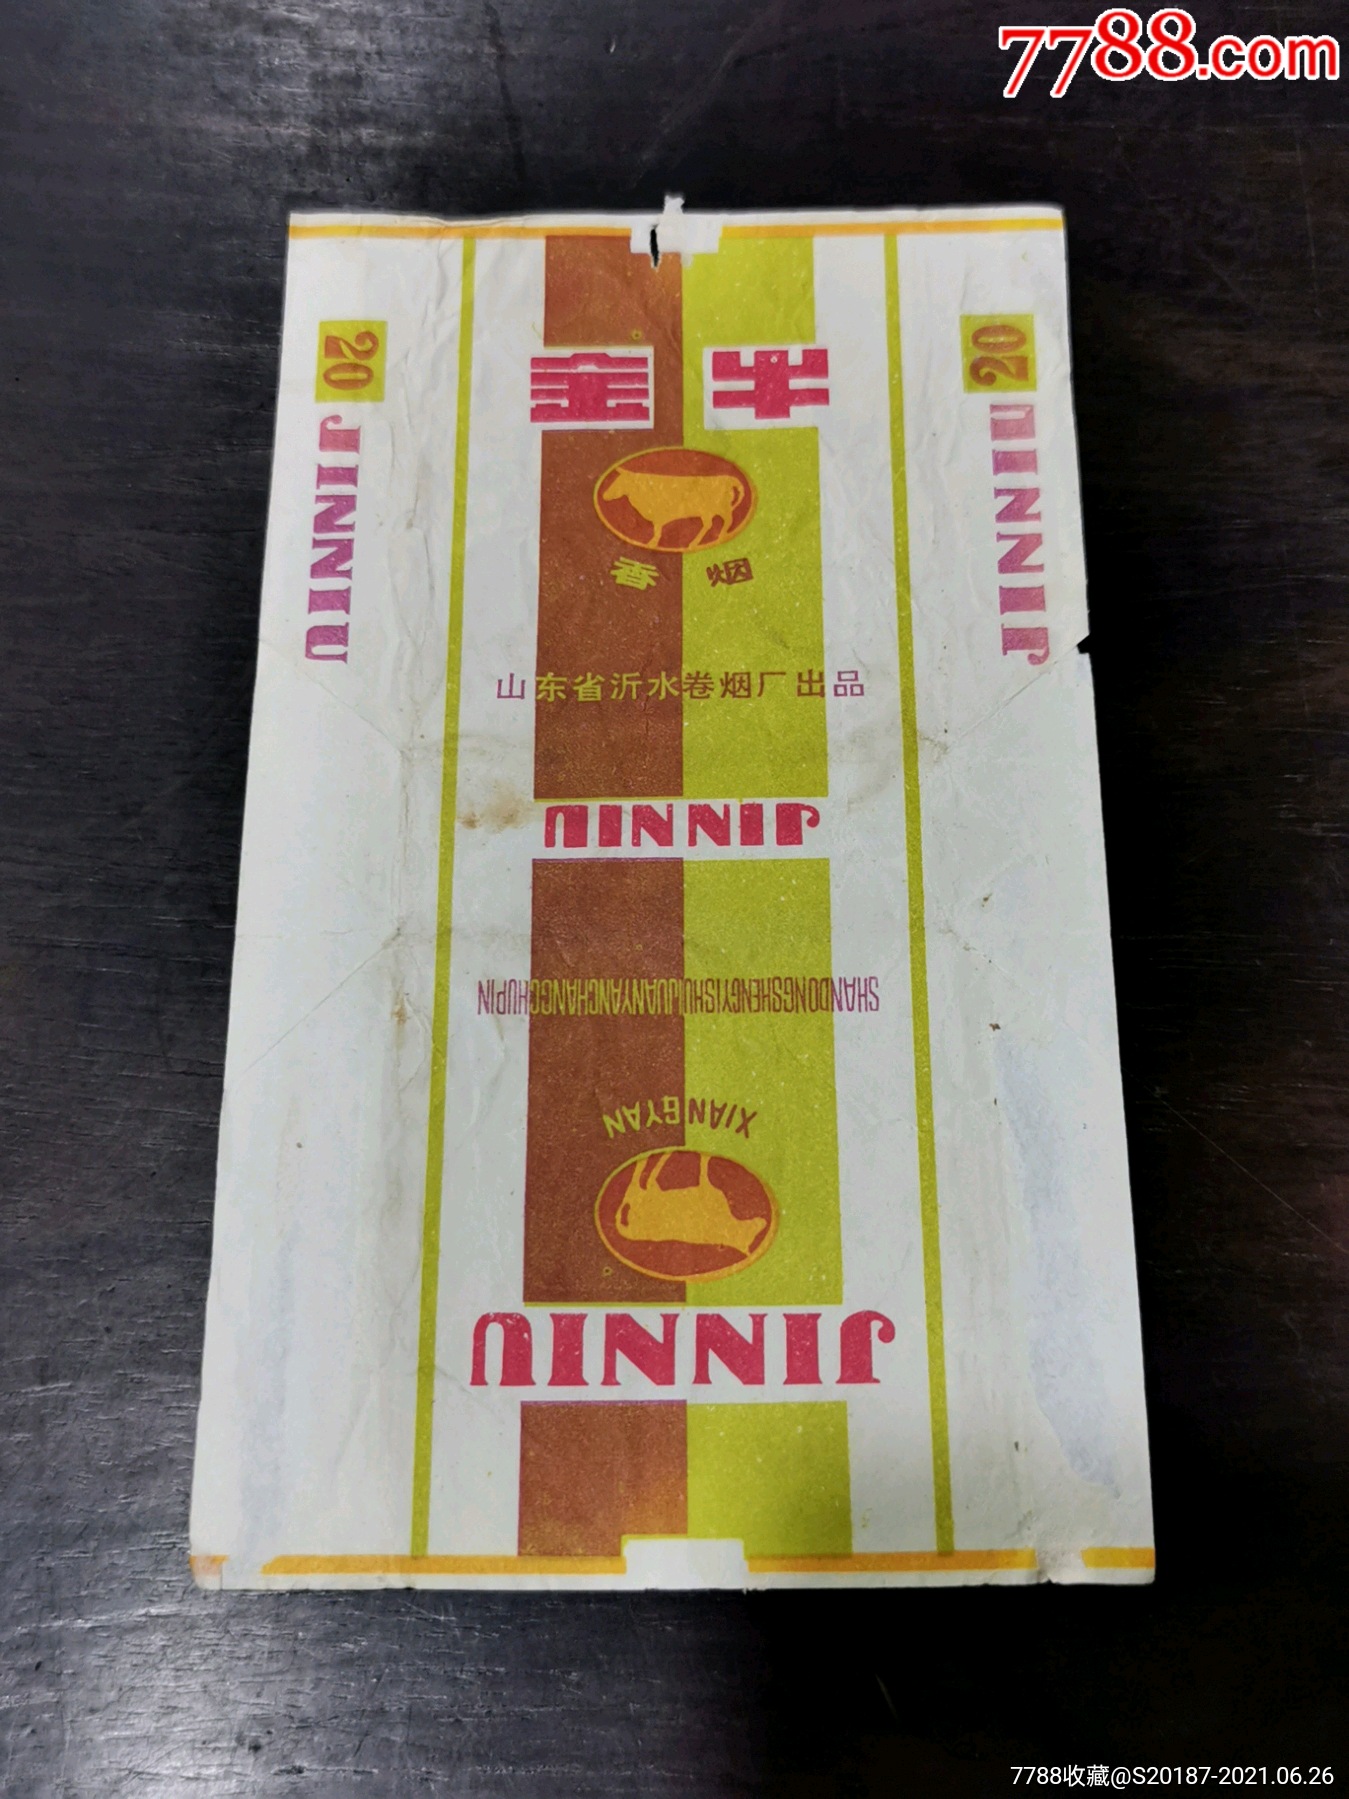 7788.com
20
JINNIU
金牛
香烟
山东省沂水卷烟厂出品
JINNIU
SHANDONGSHENGYISHUIJUANYANCHANGCHUPIN
XIANGYAN
JINNIU
20
JINNIU
7788收藏@S20187-2021.06.26